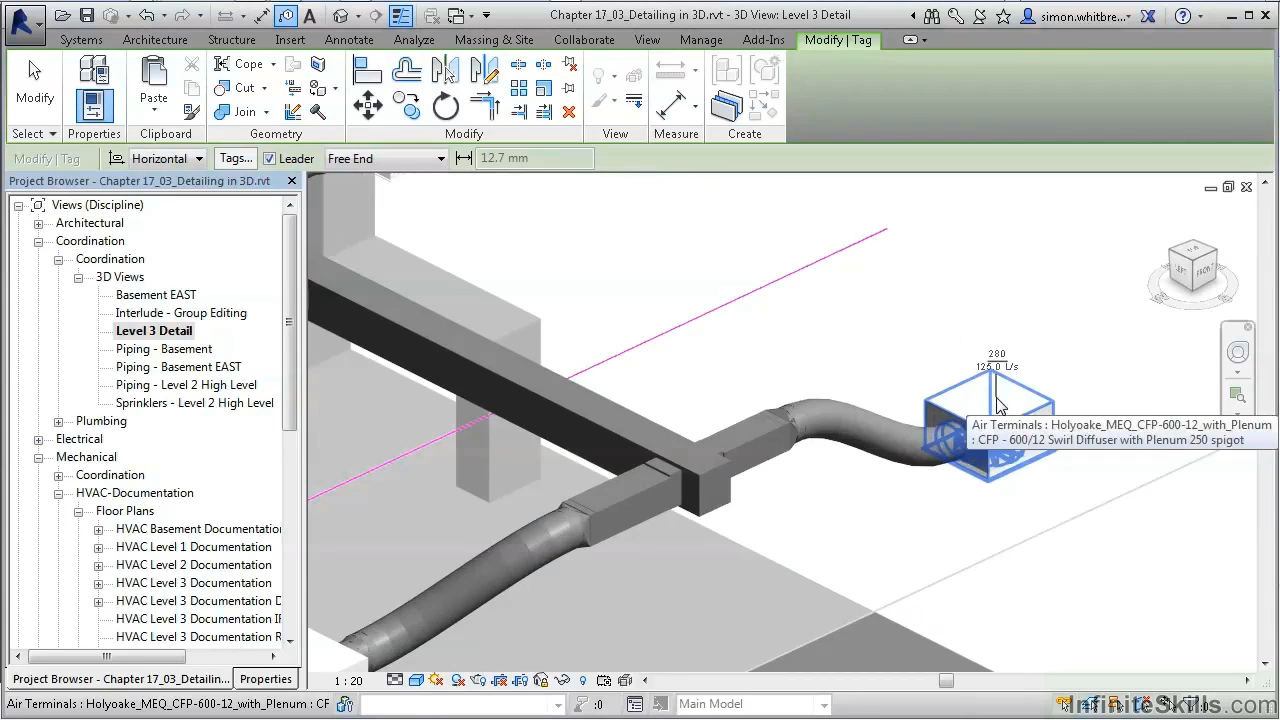 Chapter 17_03_Detailing in 3D.rvt - 3D View: Level 3 Detail
simon.whitbre...
Systems
Architecture
Structure
Insert
Annotate
Analyze
Massing & Site
Collaborate
View
Manage
Add-Ins
Modify | Tag
Modify
Paste
Cope
Cut
Join
Select
Properties
Clipboard
Geometry
Modify
View
Measure
Create
Modify | Tag
Horizontal
Tags...
Leader
Free End
12.7 mm
Project Browser - Chapter 17_03_Detailing in 3D.rvt
Views (Discipline)
Architectural
Coordination
Coordination
3D Views
Basement EAST
Interlude - Group Editing
Level 3 Detail
Piping - Basement
Piping - Basement EAST
Piping - Level 2 High Level
Sprinklers - Level 2 High Level
Plumbing
Electrical
Mechanical
Coordination
HVAC-Documentation
Floor Plans
HVAC Basement Documentation
HVAC Level 1 Documentation
HVAC Level 2 Documentation
HVAC Level 3 Documentation
HVAC Level 3 Documentation D
HVAC Level 3 Documentation
HVAC Level 3 Documentation R
LEFT
FRONT
280
125.0 L/s
Air Terminals : Holyoake_MEQ_CFP-600-12_with_Plenum
: CFP - 600/12 Swirl Diffuser with Plenum 250 spigot
Project Browser - Chapter 17_03_Detailin...
Properties
1 : 20
Air Terminals : Holyoake_MEQ_CFP-600-12_with_Plenum : CF
:0
Main Model
InfiniteSkills.com